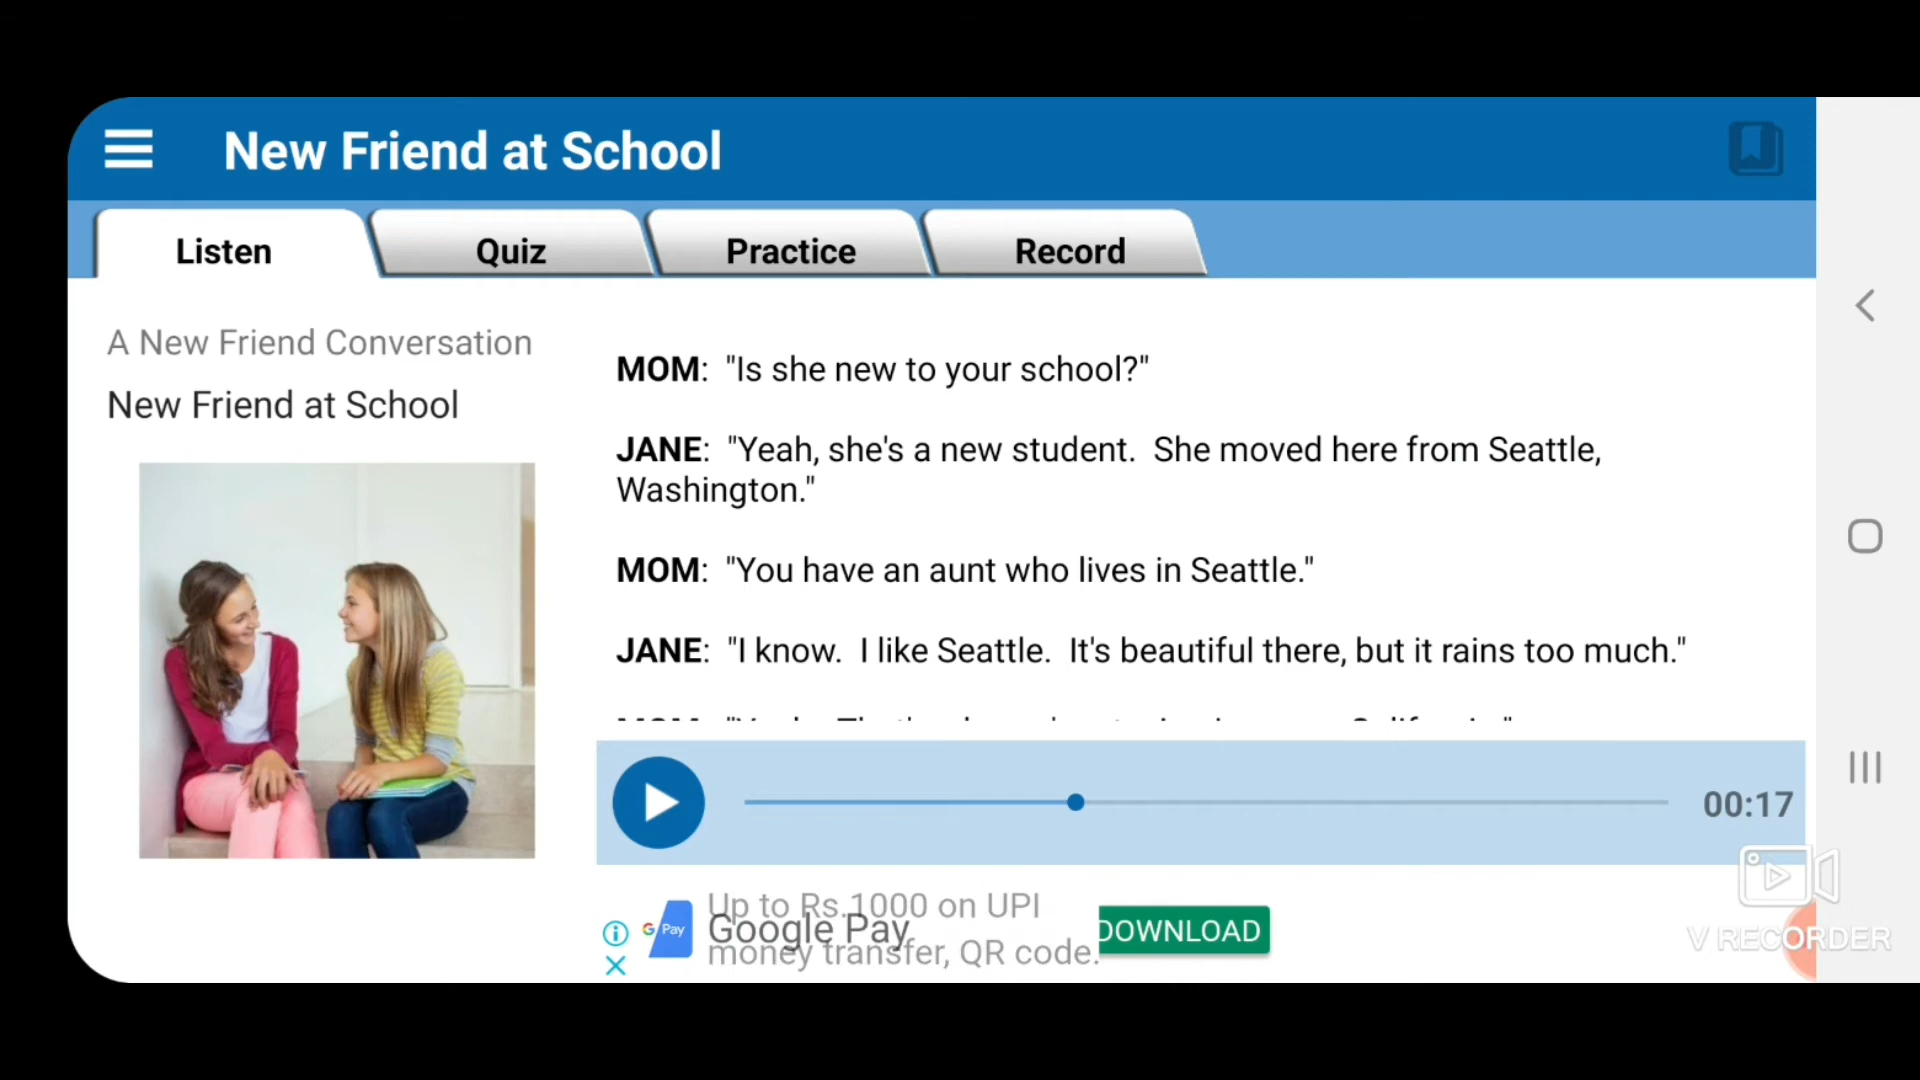 New Friend at School
Listen
Quiz
Practice
Record
A New Friend Conversation
New Friend at School
MOM: "Is she new to your school?"
JANE: "Yeah, she's a new student. She moved here from Seattle,
Washington."
MOM: "You have an aunt who lives in Seattle."
JANE: "I know. I like Seattle. It's beautiful there, but it rains too much."
00:17
G Pay
Up to Rs.1000 on UPI
Google Pay
money transfer, QR code.
DOWNLOAD
V RECORDER